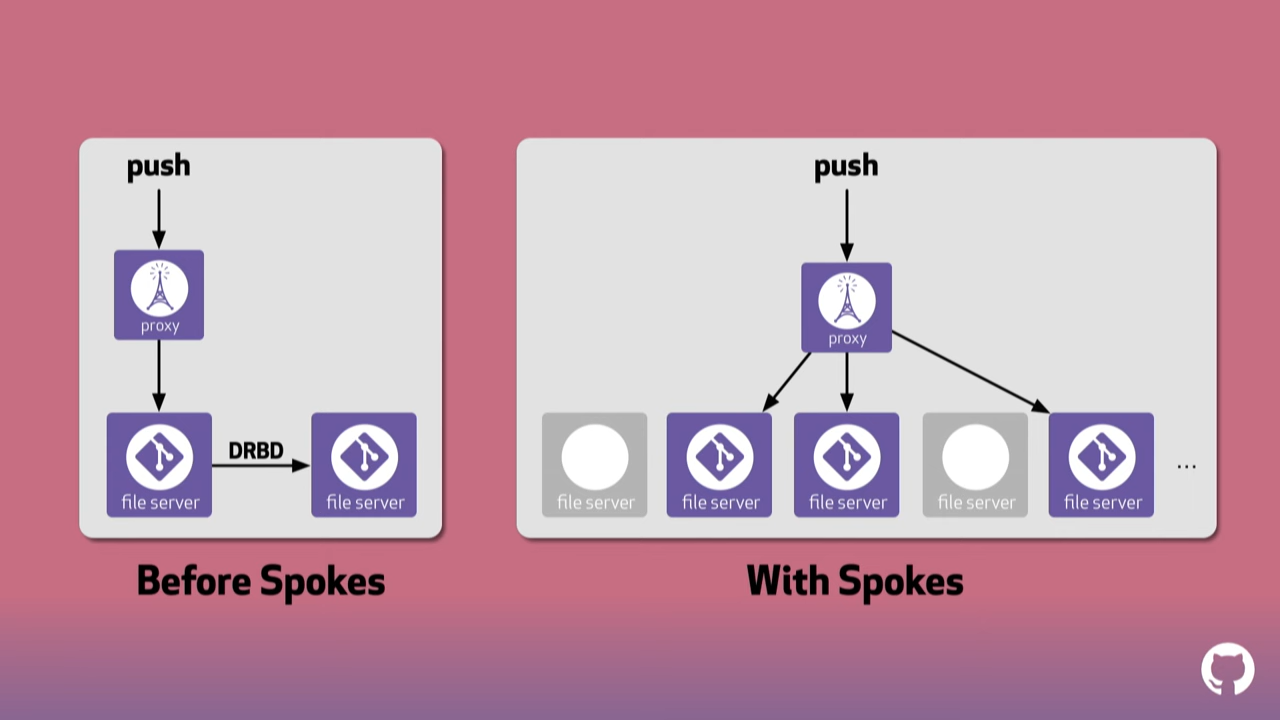 push
proxy
file server
DRBD
file server
Before Spokes
push
proxy
file server
file server
file server
file server
file server
...
With Spokes